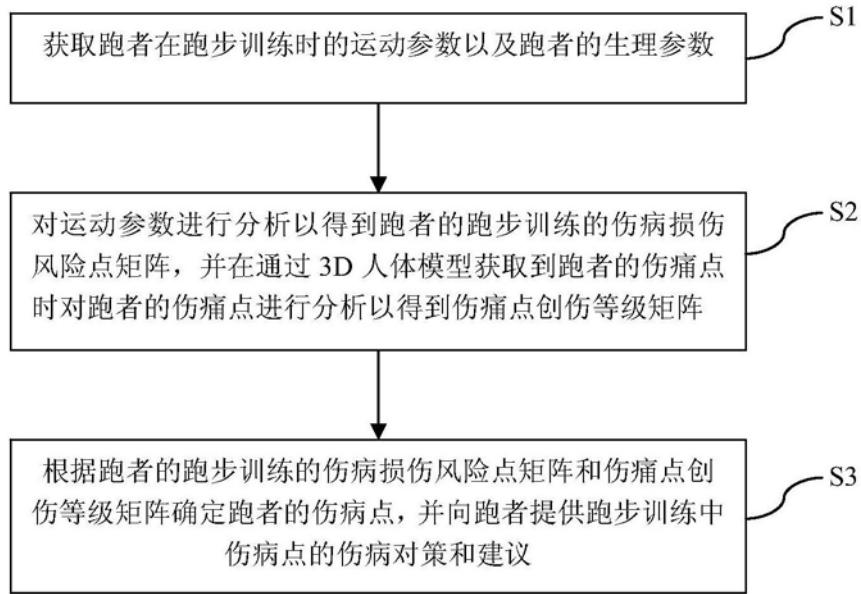 获取跑者在跑步训练时的运动参数以及跑者的生理参数
S1
对运动参数进行分析以得到跑者的跑步训练的伤病损伤
风险点矩阵，并在通过 3D 人体模型获取到跑者的伤痛点
时对跑者的伤痛点进行分析以得到伤痛点创伤等级矩阵
S2
根据跑者的跑步训练的伤病损伤风险点矩阵和伤痛点创
伤等级矩阵确定跑者的伤病点，并向跑者提供跑步训练中
伤病点的伤病对策和建议
S3